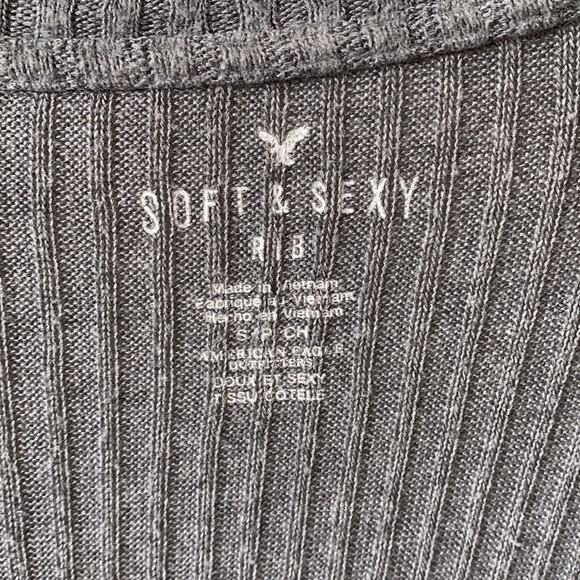 SOFT & SEXY
RIB
Made in Vietnam
Fabriqué au Vietnam
Hecho en Vietnam
S P CH
AMERICAN EAGLE
OUTFITTERS
DOUX ET SEXY
TISSU CÔTELÉ